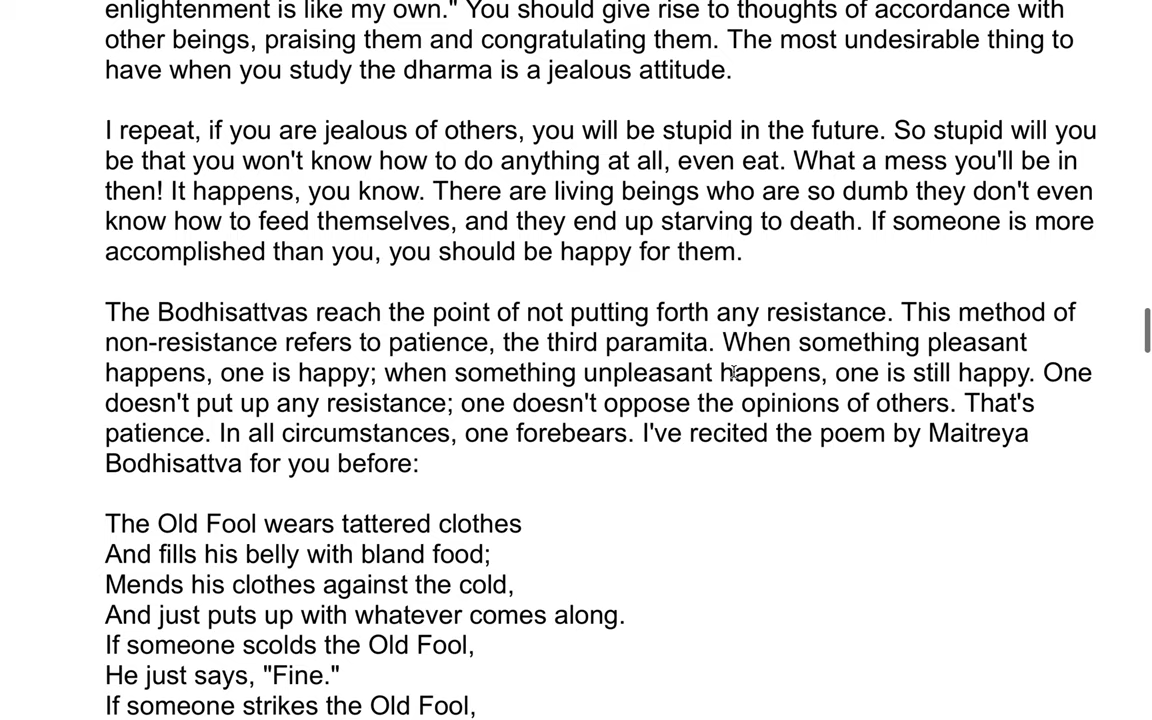 enlightenment is like my own." You should give rise to thoughts of accordance with
other beings, praising them and congratulating them. The most undesirable thing to
have when you study the dharma is a jealous attitude.
I repeat, if you are jealous of others, you will be stupid in the future. So stupid will you
be that you won't know how to do anything at all, even eat. What a mess you'll be in
then! It happens, you know. There are living beings who are so dumb they don't even
know how to feed themselves, and they end up starving to death. If someone is more
accomplished than you, you should be happy for them.
The Bodhisattvas reach the point of not putting forth any resistance. This method of
non-resistance refers to patience, the third paramita. When something pleasant
happens, one is happy; when something unpleasant happens, one is still happy. One
doesn't put up any resistance; one doesn't oppose the opinions of others. That's
patience. In all circumstances, one forebears. I've recited the poem by Maitreya
Bodhisattva for you before:
The Old Fool wears tattered clothes
And fills his belly with bland food;
Mends his clothes against the cold,
And just puts up with whatever comes along.
If someone scolds the Old Fool,
He just says, "Fine."
If someone strikes the Old Fool,